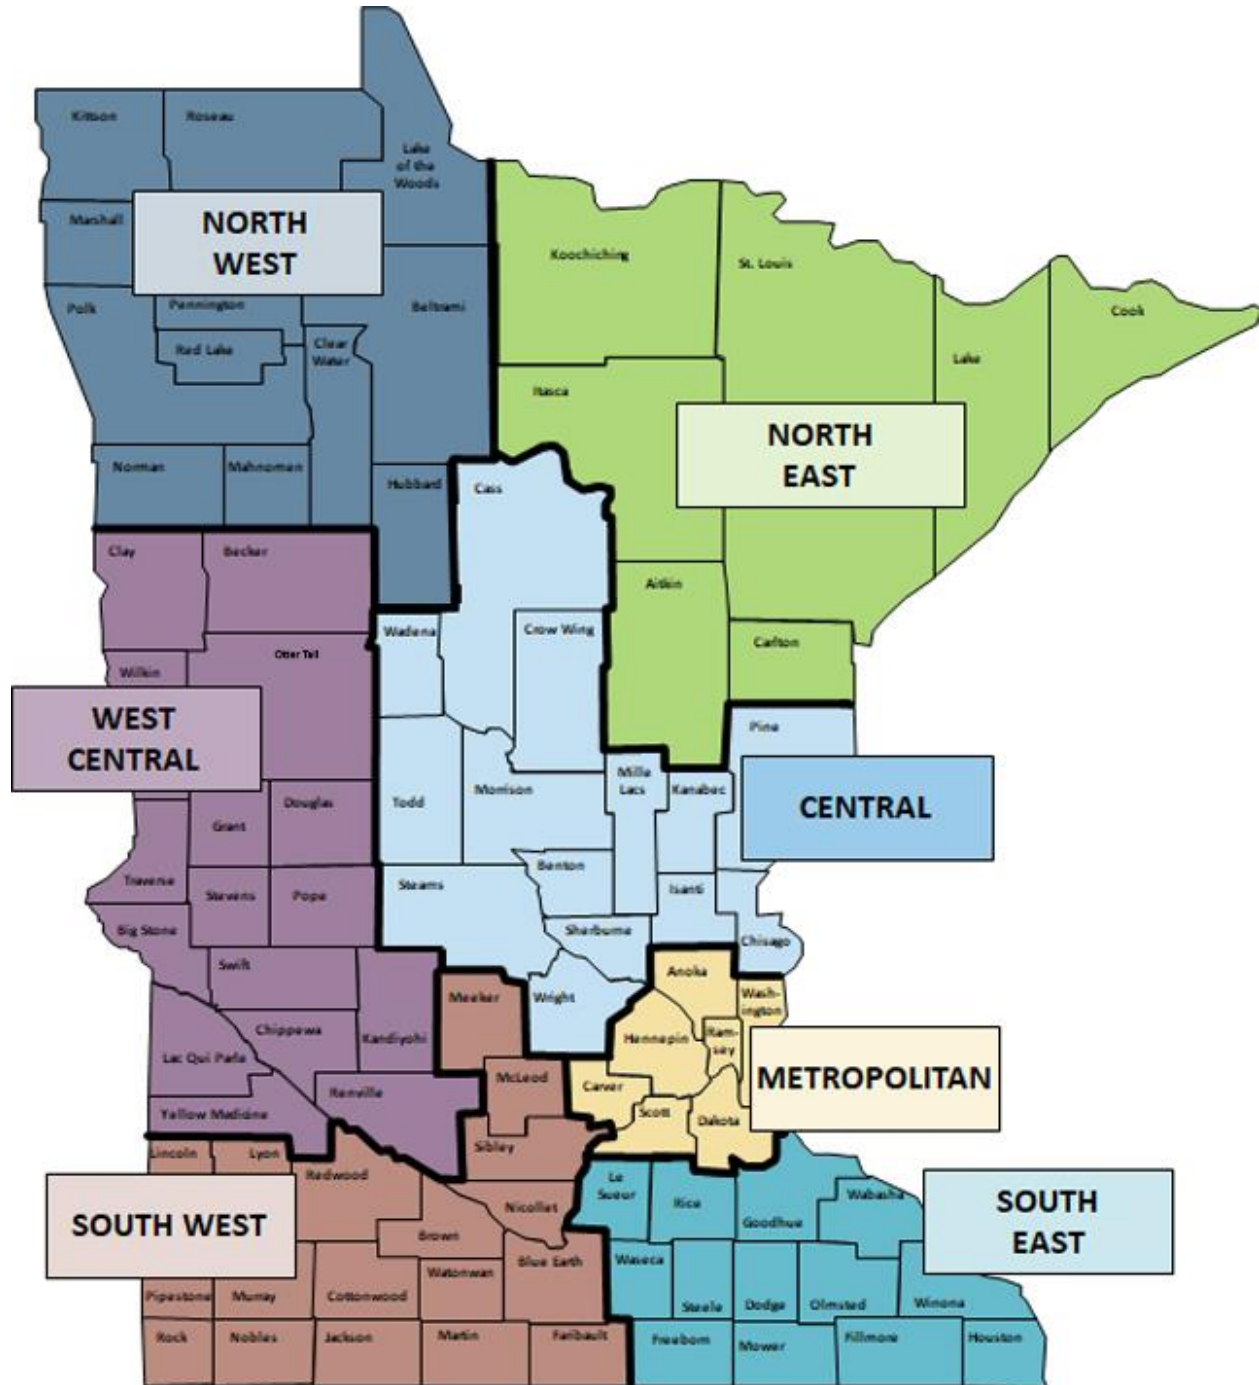 Kittson
Roseau
Lake
of the
Woods
NORTH
WEST
Marshall
Koochiching
St. Louis
Polk
Pennington
Beltrami
Cook
Red Lake
Clear
Water
Lake
Itasca
NORTH
EAST
Norman
Mahnomen
Hubbard
Cass
Clay
Becker
Aitkin
Wadena
Crow Wing
Carlton
Otter Tail
Wilkin
WEST
CENTRAL
Pine
Mille
Lacs
Kanabec
CENTRAL
Todd
Morrison
Douglas
Grant
Benton
Traverse
Stevens
Pope
Stearns
Isanti
Big Stone
Sherburne
Chisago
Swift
Anoka
Meeker
Wright
Wash-
ington
Chippewa
Kandiyohi
Hennepin
Ram-
sey
Lac Qui Parle
McLeod
Carver
METROPOLITAN
Renville
Yellow Medicine
Scott
Dakota
Lincoln
Lyon
Redwood
Sibley
Le
Sueur
Rice
Wabasha
SOUTH
EAST
SOUTH WEST
Nicollet
Goodhue
Brown
Blue Earth
Waseca
Watonwan
Pipestone
Murray
Cottonwood
Steele
Dodge
Olmsted
Winona
Rock
Nobles
Jackson
Martin
Faribault
Freeborn
Mower
Fillmore
Houston